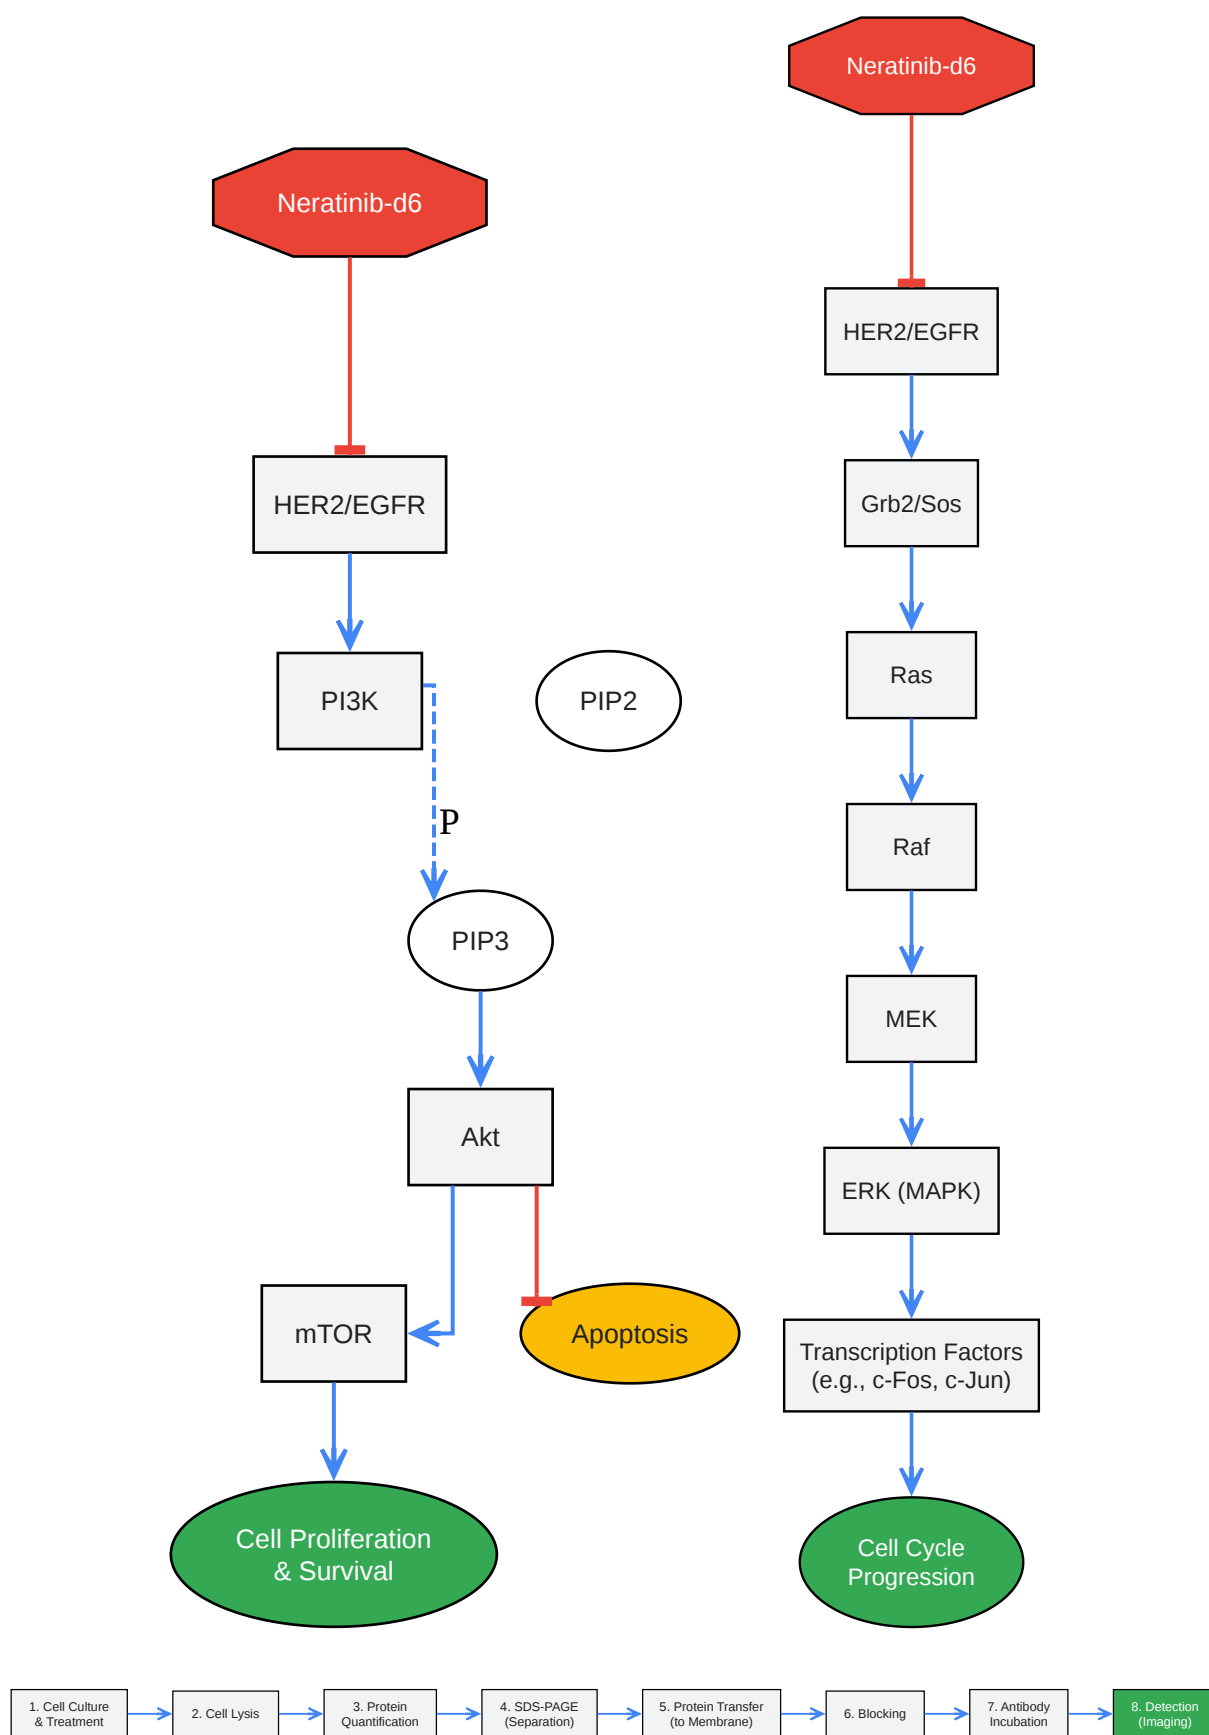 Neratinib-d6
HER2/EGFR
PI3K
PIP2
P
PIP3
Akt
mTOR
Apoptosis
Cell Proliferation
& Survival
Neratinib-d6
HER2/EGFR
Grb2/Sos
Ras
Raf
MEK
ERK (MAPK)
Transcription Factors
(e.g., c-Fos, c-Jun)
Cell Cycle
Progression
1. Cell Culture
& Treatment
2. Cell Lysis
3. Protein
Quantification
4. SDS-PAGE
(Separation)
5. Protein Transfer
(to Membrane)
6. Blocking
7. Antibody
Incubation
8. Detection
(Imaging)